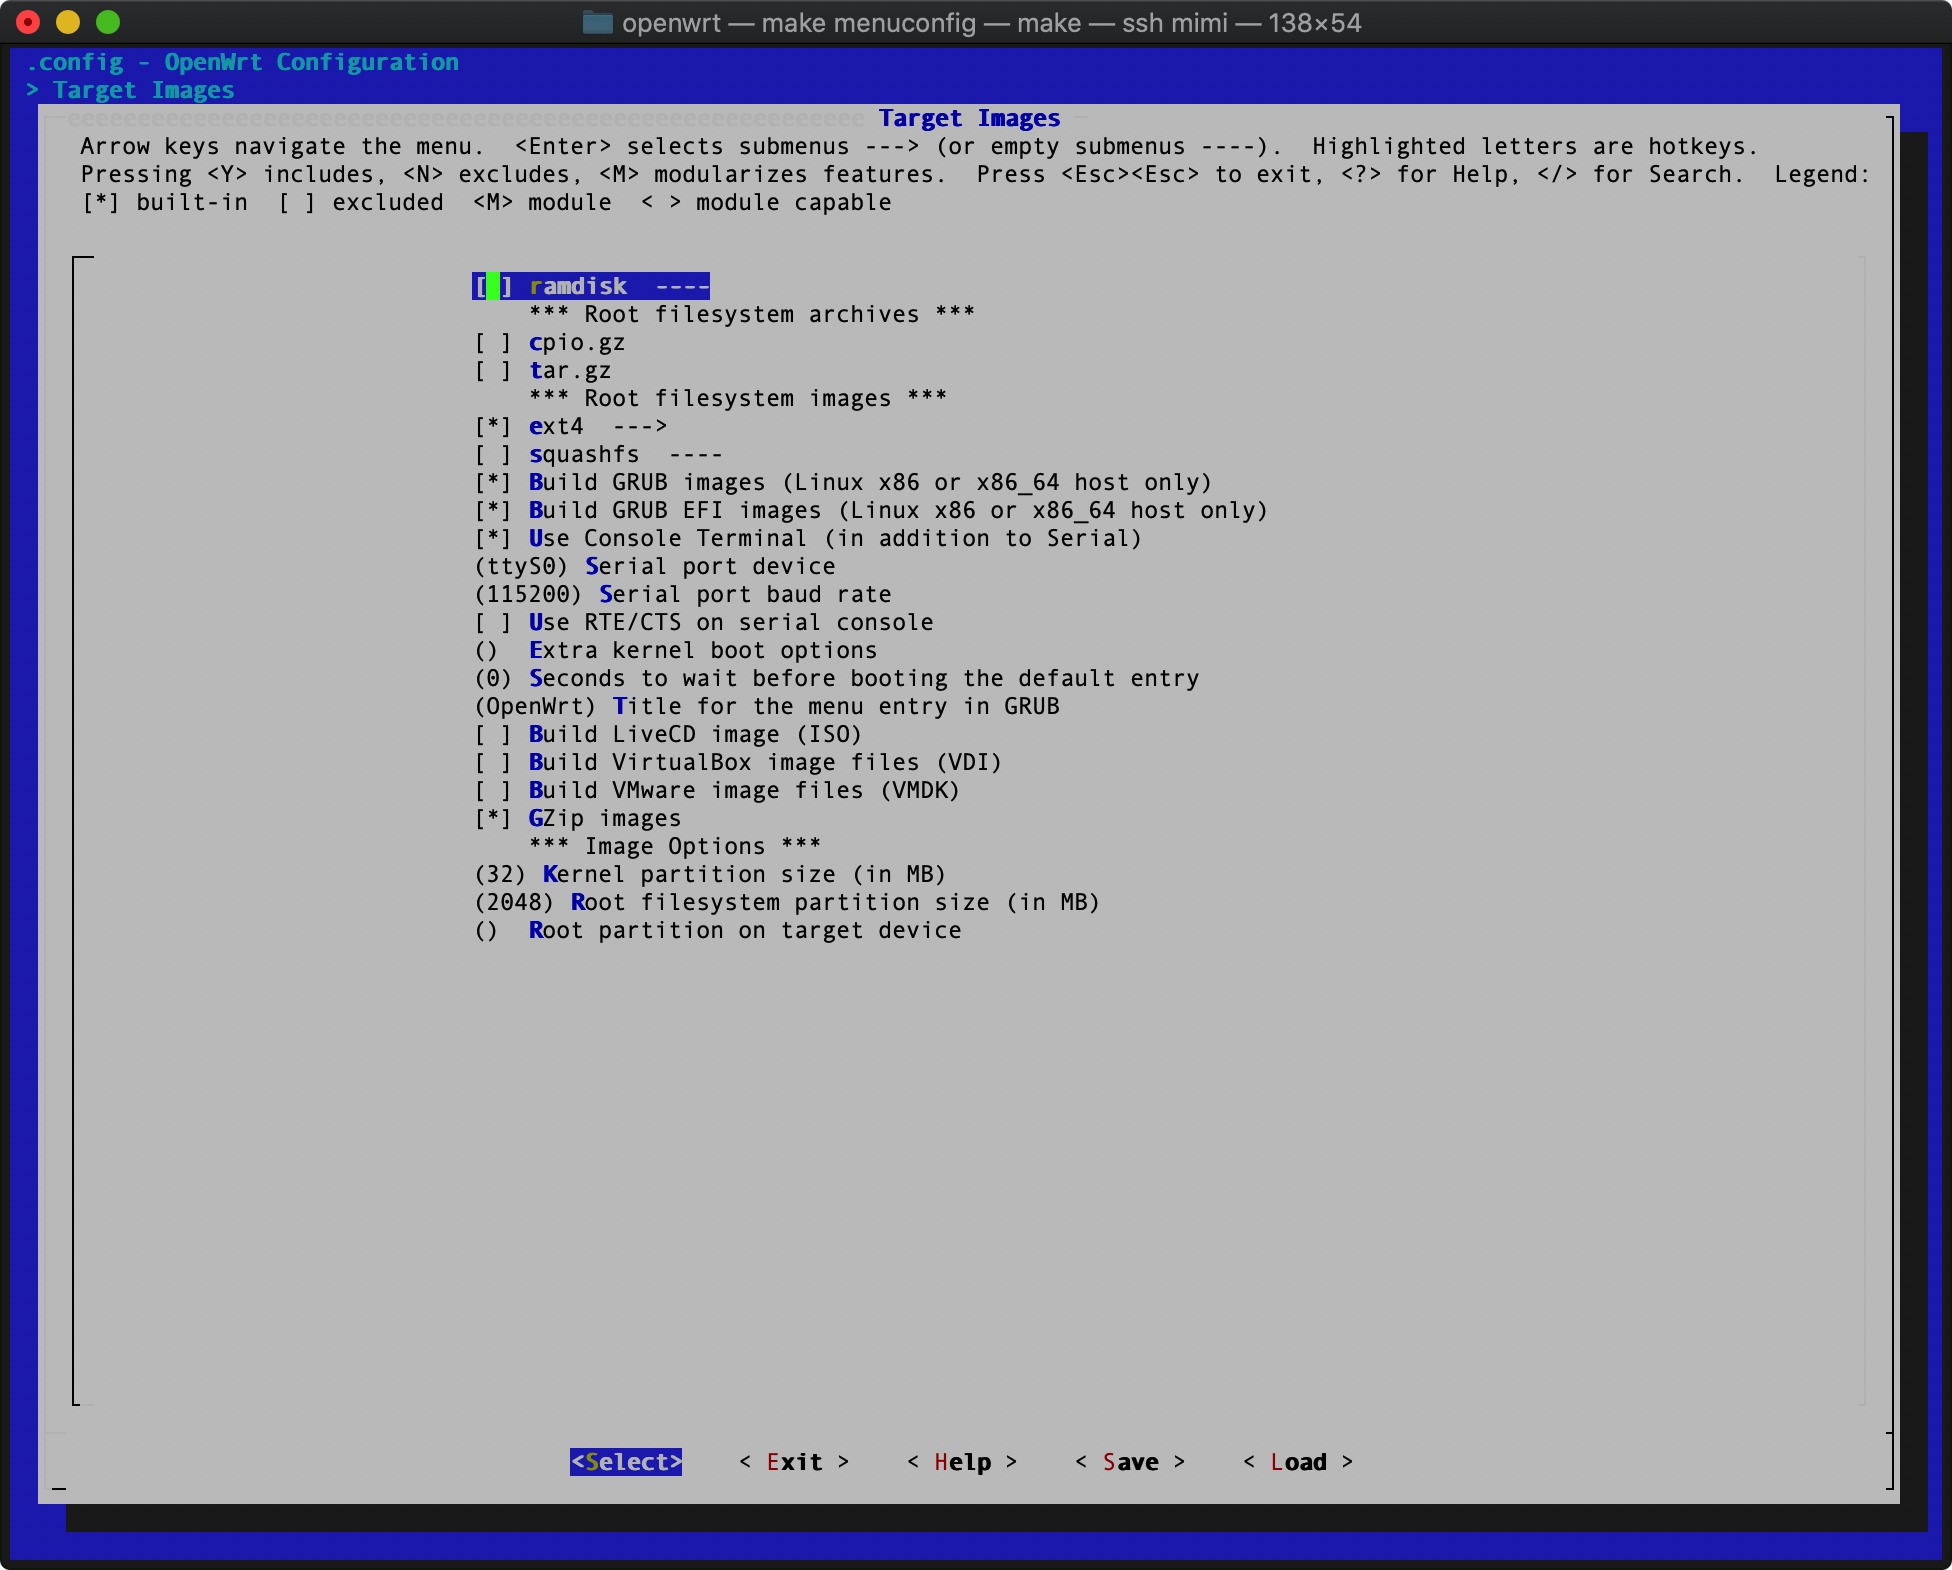 openwrt — make menuconfig — make — ssh mimi — 138×54
.config - OpenWrt Configuration
> Target Images
Target Images
Arrow keys navigate the menu.  <Enter> selects submenus ---> (or empty submenus ----).  Highlighted letters are hotkeys.
Pressing <Y> includes, <N> excludes, <M> modularizes features.  Press <Esc><Esc> to exit, <?> for Help, </> for Search.  Legend:
[*] built-in  [ ] excluded  <M> module  < > module capable
[ ] ramdisk  ----
*** Root filesystem archives ***
[ ] cpio.gz
[ ] tar.gz
*** Root filesystem images ***
[*] ext4  --->
[ ] squashfs  ----
[*] Build GRUB images (Linux x86 or x86_64 host only)
[*] Build GRUB EFI images (Linux x86 or x86_64 host only)
[*] Use Console Terminal (in addition to Serial)
(ttyS0) Serial port device
(115200) Serial port baud rate
[ ] Use RTE/CTS on serial console
()  Extra kernel boot options
(0) Seconds to wait before booting the default entry
(OpenWrt) Title for the menu entry in GRUB
[ ] Build LiveCD image (ISO)
[ ] Build VirtualBox image files (VDI)
[ ] Build VMware image files (VMDK)
[*] GZip images
*** Image Options ***
(32) Kernel partition size (in MB)
(2048) Root filesystem partition size (in MB)
()  Root partition on target device
<Select>    < Exit >    < Help >    < Save >    < Load >